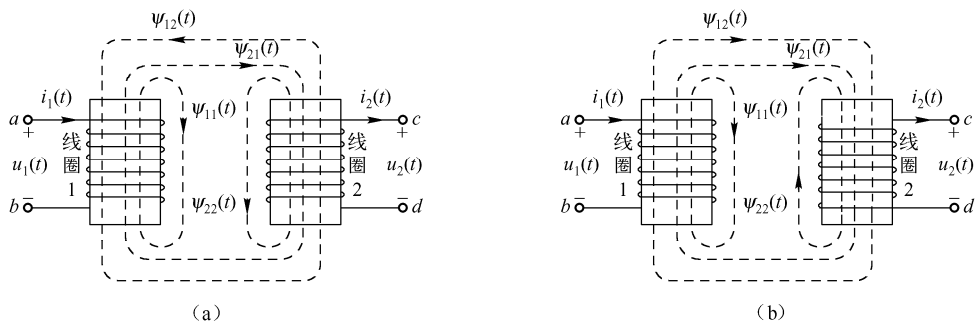 ψ12(t)
ψ21(t)
i1(t)
ψ11(t)
i2(t)
a
+
c
+
u1(t)
线圈1
线圈2
u2(t)
b
−
ψ22(t)
−
d
(a)
ψ12(t)
ψ21(t)
i1(t)
ψ11(t)
i2(t)
a
+
c
+
u1(t)
线圈1
线圈2
u2(t)
b
−
ψ22(t)
−
d
(b)